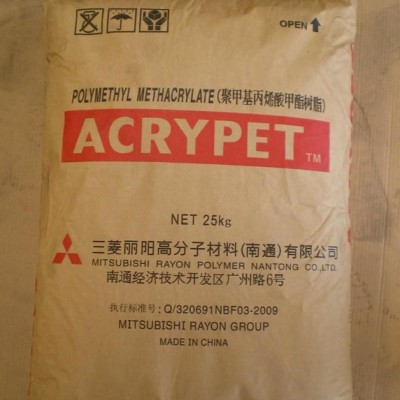 OPEN
POLYMETHYL METHACRYLATE (聚甲基丙烯酸甲酯树脂)
ACRYPET TM
NET 25kg
三菱丽阳高分子材料(南通)有限公司
MITSUBISHI RAYON POLYMER NANTONG CO.,LTD.
南通经济技术开发区广州路6号
执行标准号: Q/320691NBF03-2009
MITSUBISHI RAYON GROUP
MADE IN CHINA